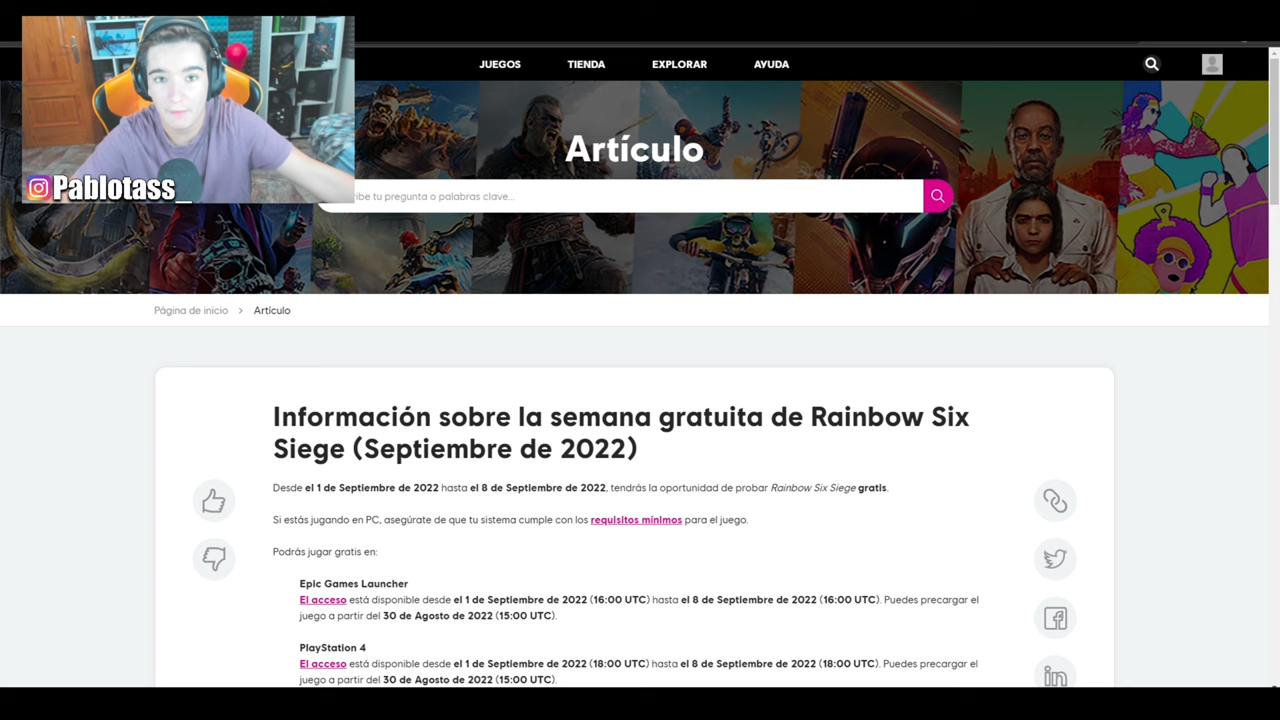 JUEGOS TIENDA EXPLORAR AYUDA
Artículo
Pablotass_
ribe tu pregunta o palabras clave...
Página de inicio > Artículo
Información sobre la semana gratuita de Rainbow Six
Siege (Septiembre de 2022)
Desde el 1 de Septiembre de 2022 hasta el 8 de Septiembre de 2022, tendrás la oportunidad de probar Rainbow Six Siege gratis.
Si estás jugando en PC, asegúrate de que tu sistema cumple con los requisitos mínimos para el juego.
Podrás jugar gratis en:
Epic Games Launcher
El acceso está disponible desde el 1 de Septiembre de 2022 (16:00 UTC) hasta el 8 de Septiembre de 2022 (16:00 UTC). Puedes precargar el
juego a partir del 30 de Agosto de 2022 (15:00 UTC).
PlayStation 4
El acceso está disponible desde el 1 de Septiembre de 2022 (18:00 UTC) hasta el 8 de Septiembre de 2022 (18:00 UTC). Puedes precargar el
juego a partir del 30 de Agosto de 2022 (15:00 UTC).